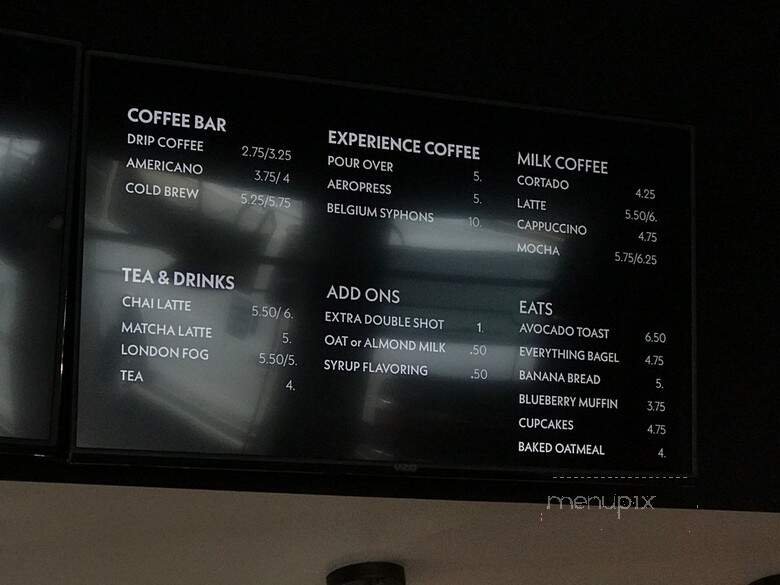 COFFEE BAR
DRIP COFFEE 2.75/3.25
AMERICANO 3.75/ 4
COLD BREW 5.25/5.75
EXPERIENCE COFFEE
POUR OVER 5.
AEROPRESS 5.
BELGIUM SYPHONS 10.
MILK COFFEE
CORTADO 4.25
LATTE 5.50/6.
CAPPUCCINO 4.75
MOCHA 5.75/6.25
TEA & DRINKS
CHAI LATTE 5.50/ 6.
MATCHA LATTE 5.
LONDON FOG 5.50/5.
TEA 4.
ADD ONS
EXTRA DOUBLE SHOT 1.
OAT or ALMOND MILK .50
SYRUP FLAVORING .50
EATS
AVOCADO TOAST 6.50
EVERYTHING BAGEL 4.75
BANANA BREAD 5.
BLUEBERRY MUFFIN 3.75
CUPCAKES 4.75
BAKED OATMEAL 4.
VIZIO
menupix